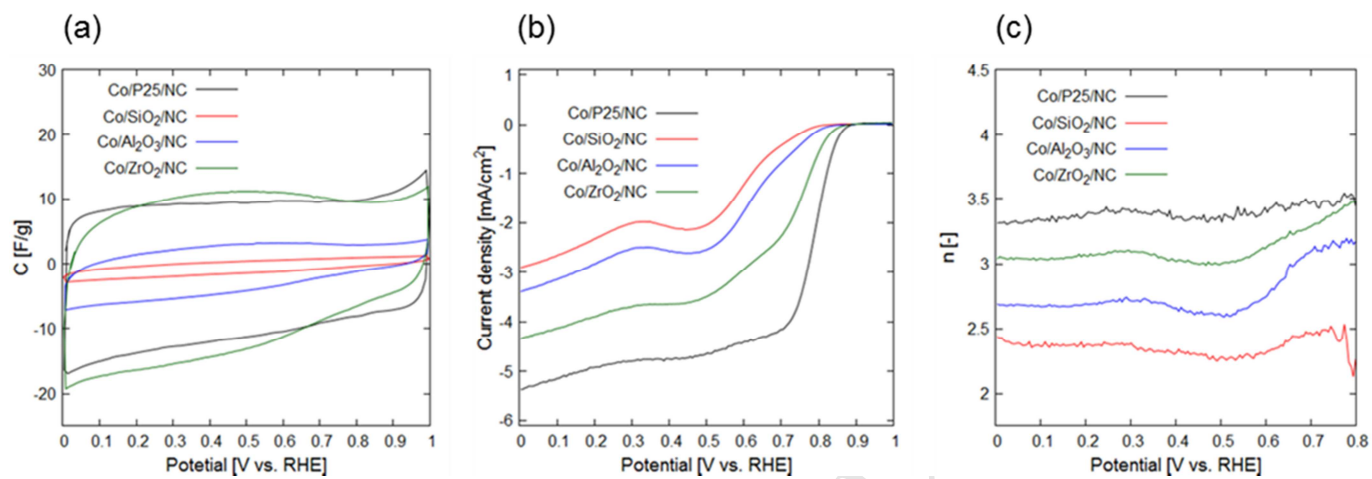 (a)
(b)
(c)
30
20
10
0
-10
-20
C [F/g]
Co/P25/NC
Co/SiO₂/NC
Co/Al₂O₃/NC
Co/ZrO₂/NC
0 0.1 0.2 0.3 0.4 0.5 0.6 0.7 0.8 0.9 1
Potetial [V vs. RHE]
1
0
-1
-2
-3
-4
-5
-6
Current density [mA/cm²]
Co/P25/NC
Co/SiO₂/NC
Co/Al₂O₂/NC
Co/ZrO₂/NC
0 0.1 0.2 0.3 0.4 0.5 0.6 0.7 0.8 0.9 1
Potential [V vs. RHE]
4.5
4
3.5
3
2.5
2
n [-]
Co/P25/NC
Co/SiO₂/NC
Co/Al₂O₃/NC
Co/ZrO₂/NC
0 0.1 0.2 0.3 0.4 0.5 0.6 0.7 0.8
Potential [V vs. RHE]